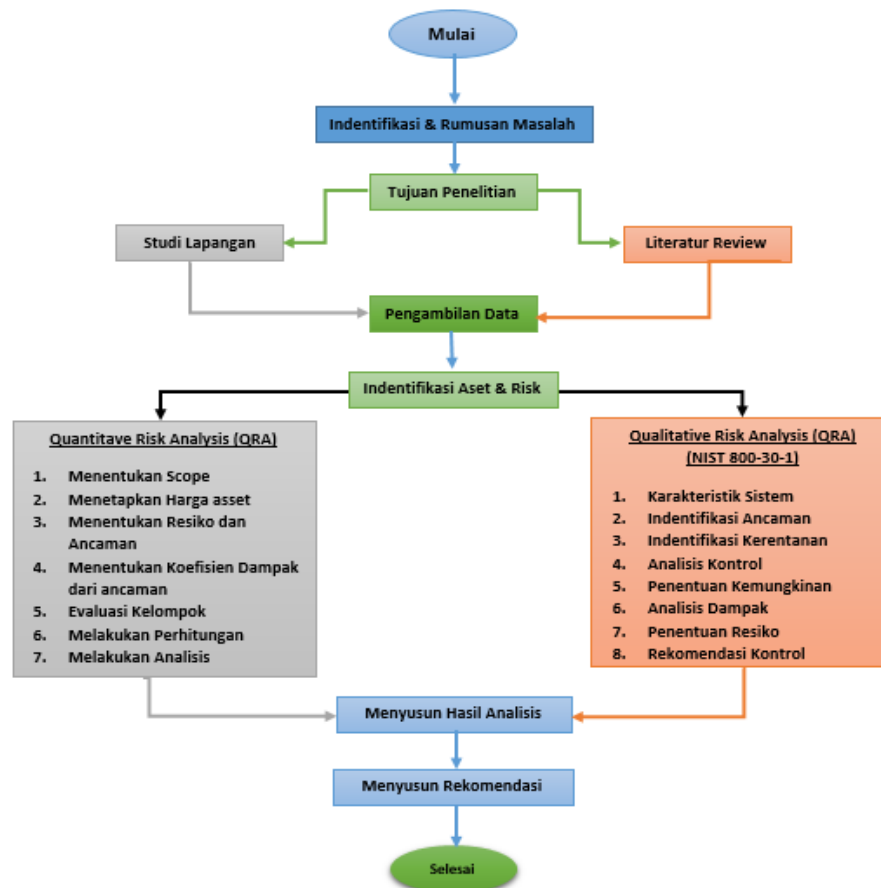 Mulai
Indentifikasi & Rumusan Masalah
Tujuan Penelitian
Studi Lapangan
Literatur Review
Pengambilan Data
Indentifikasi Aset & Risk
Quantitave Risk Analysis (QRA)
1. Menentukan Scope
2. Menetapkan Harga asset
3. Menentukan Resiko dan
Ancaman
4. Menentukan Koefisien Dampak
dari ancaman
5. Evaluasi Kelompok
6. Melakukan Perhitungan
7. Melakukan Analisis
Qualitative Risk Analysis (QRA)
(NIST 800-30-1)
1. Karakteristik Sistem
2. Indentifikasi Ancaman
3. Indentifikasi Kerentanan
4. Analisis Kontrol
5. Penentuan Kemungkinan
6. Analisis Dampak
7. Penentuan Resiko
8. Rekomendasi Kontrol
Menyusun Hasil Analisis
Menyusun Rekomendasi
Selesai